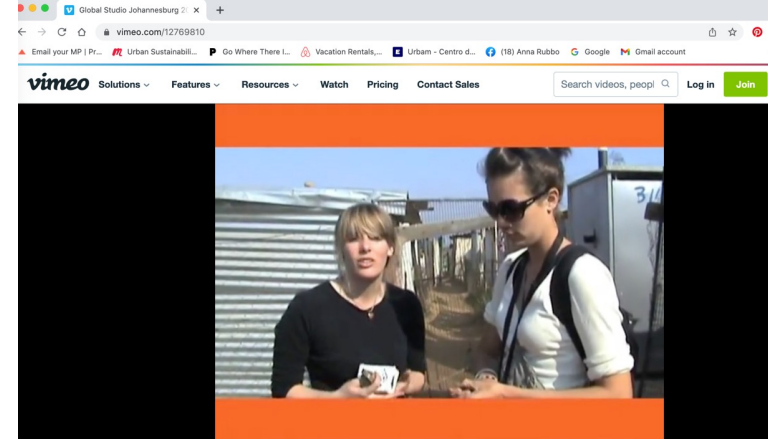 Global Studio Johannesburg 2
vimeo.com/12769810
Email your MP | Pr... Urban Sustainabili... P Go Where There I... Vacation Rentals,... Urbam - Centro d... (18) Anna Rubbo G Google Gmail account
vimeo Solutions Features Resources Watch Pricing Contact Sales Search videos, peopl Log in Join